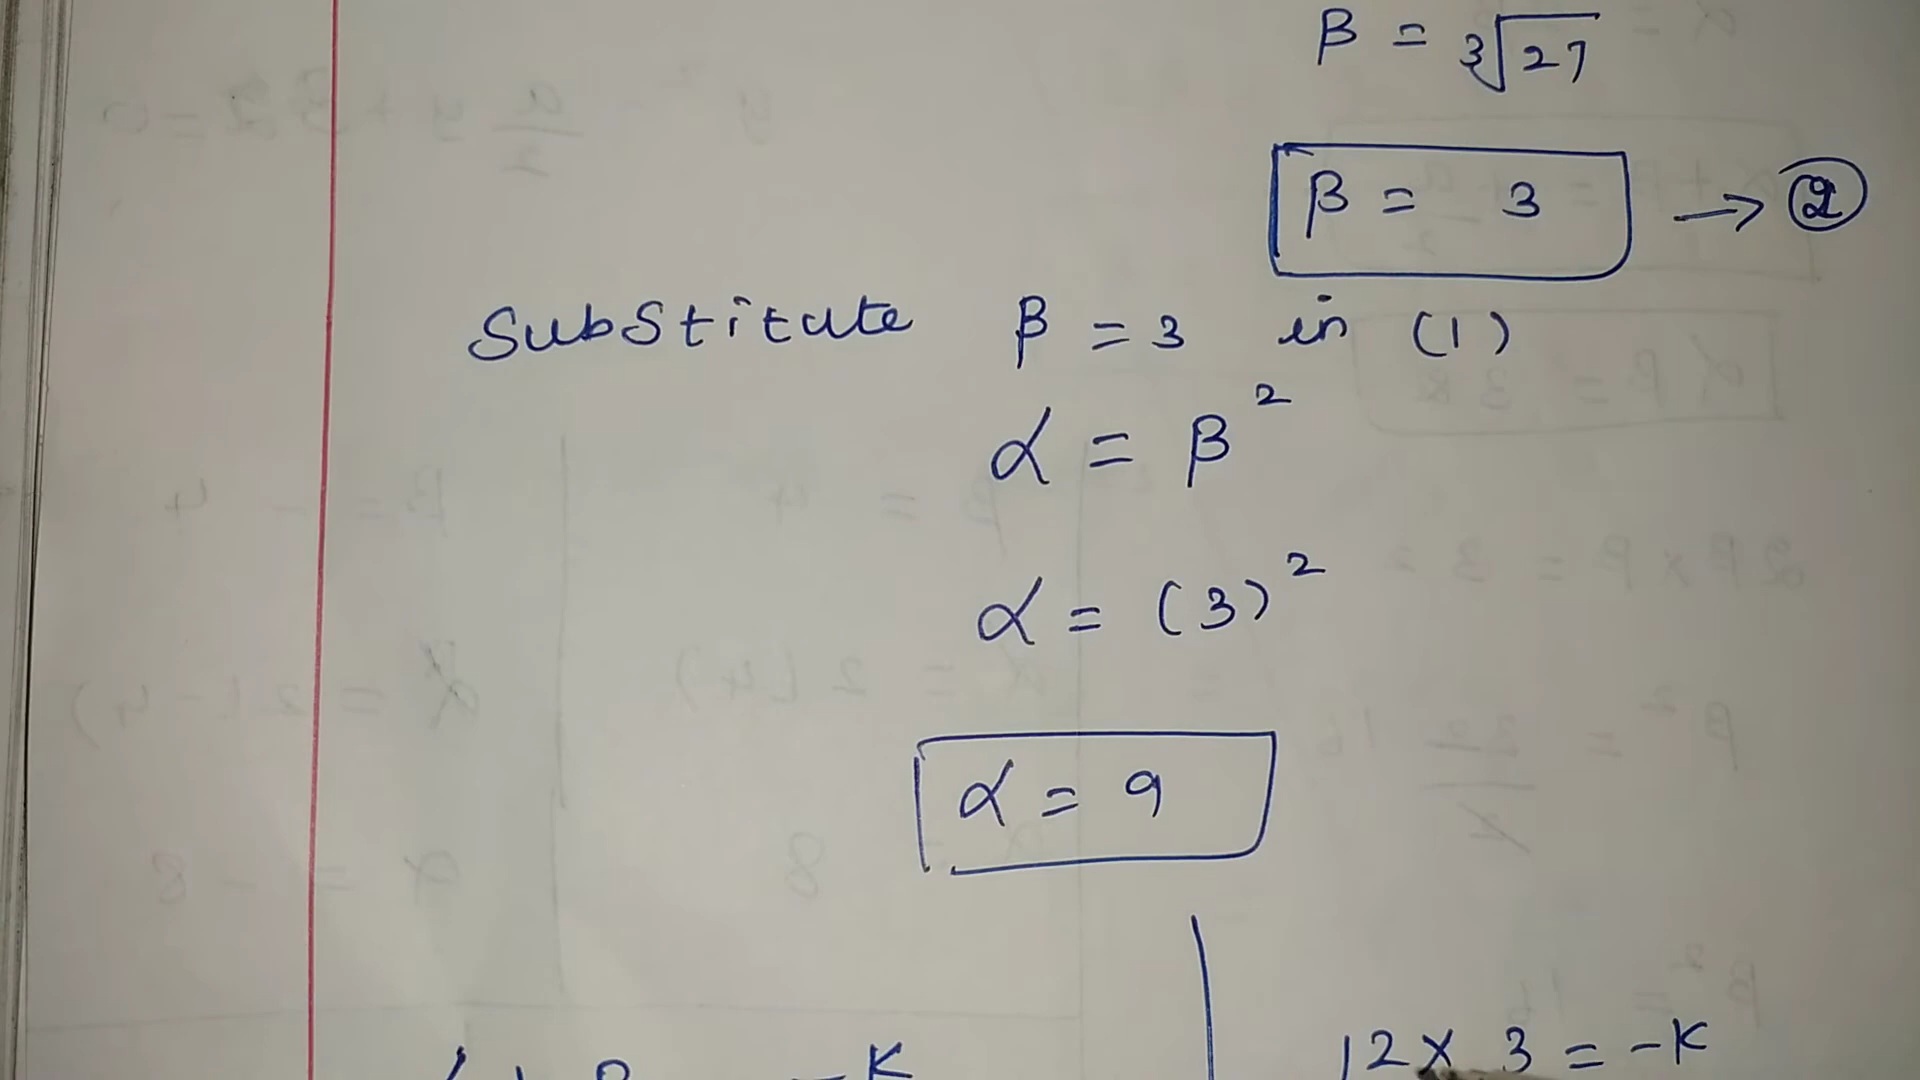 β = ∛27
β = 3 → ②
Substitute β = 3 in (1)
α = β²
α = (3)²
α = 9
-K
12 x 3 = -K